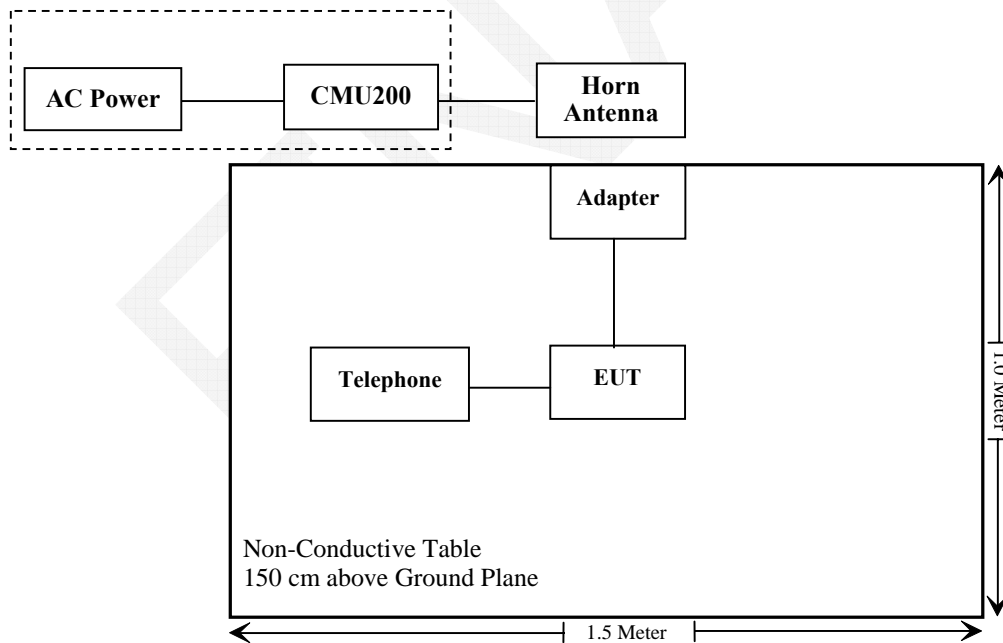 AC Power
CMU200
Horn
Antenna
Adapter
Telephone
EUT
1.0 Meter
Non-Conductive Table
150 cm above Ground Plane
1.5 Meter